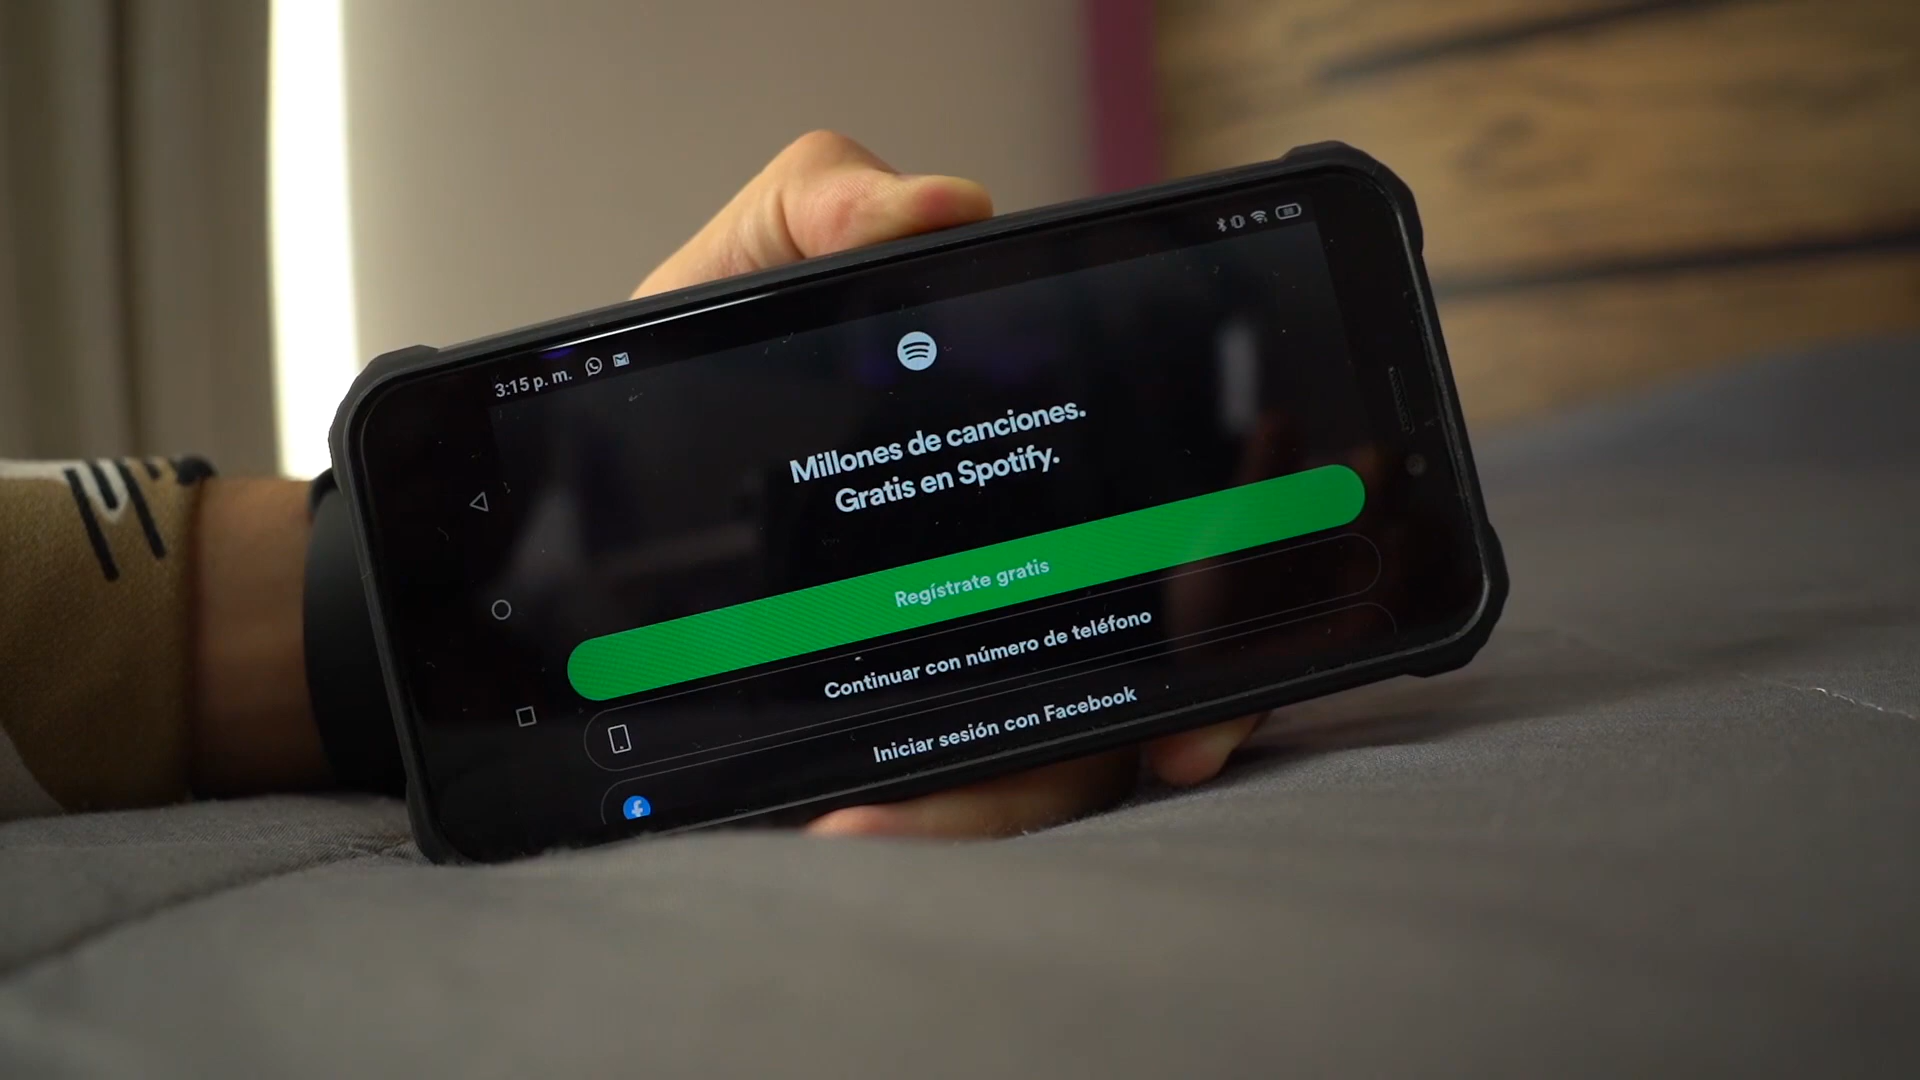 3:15 p. m.
Millones de canciones.
Gratis en Spotify.
Regístrate gratis
Continuar con número de teléfono
Iniciar sesión con Facebook